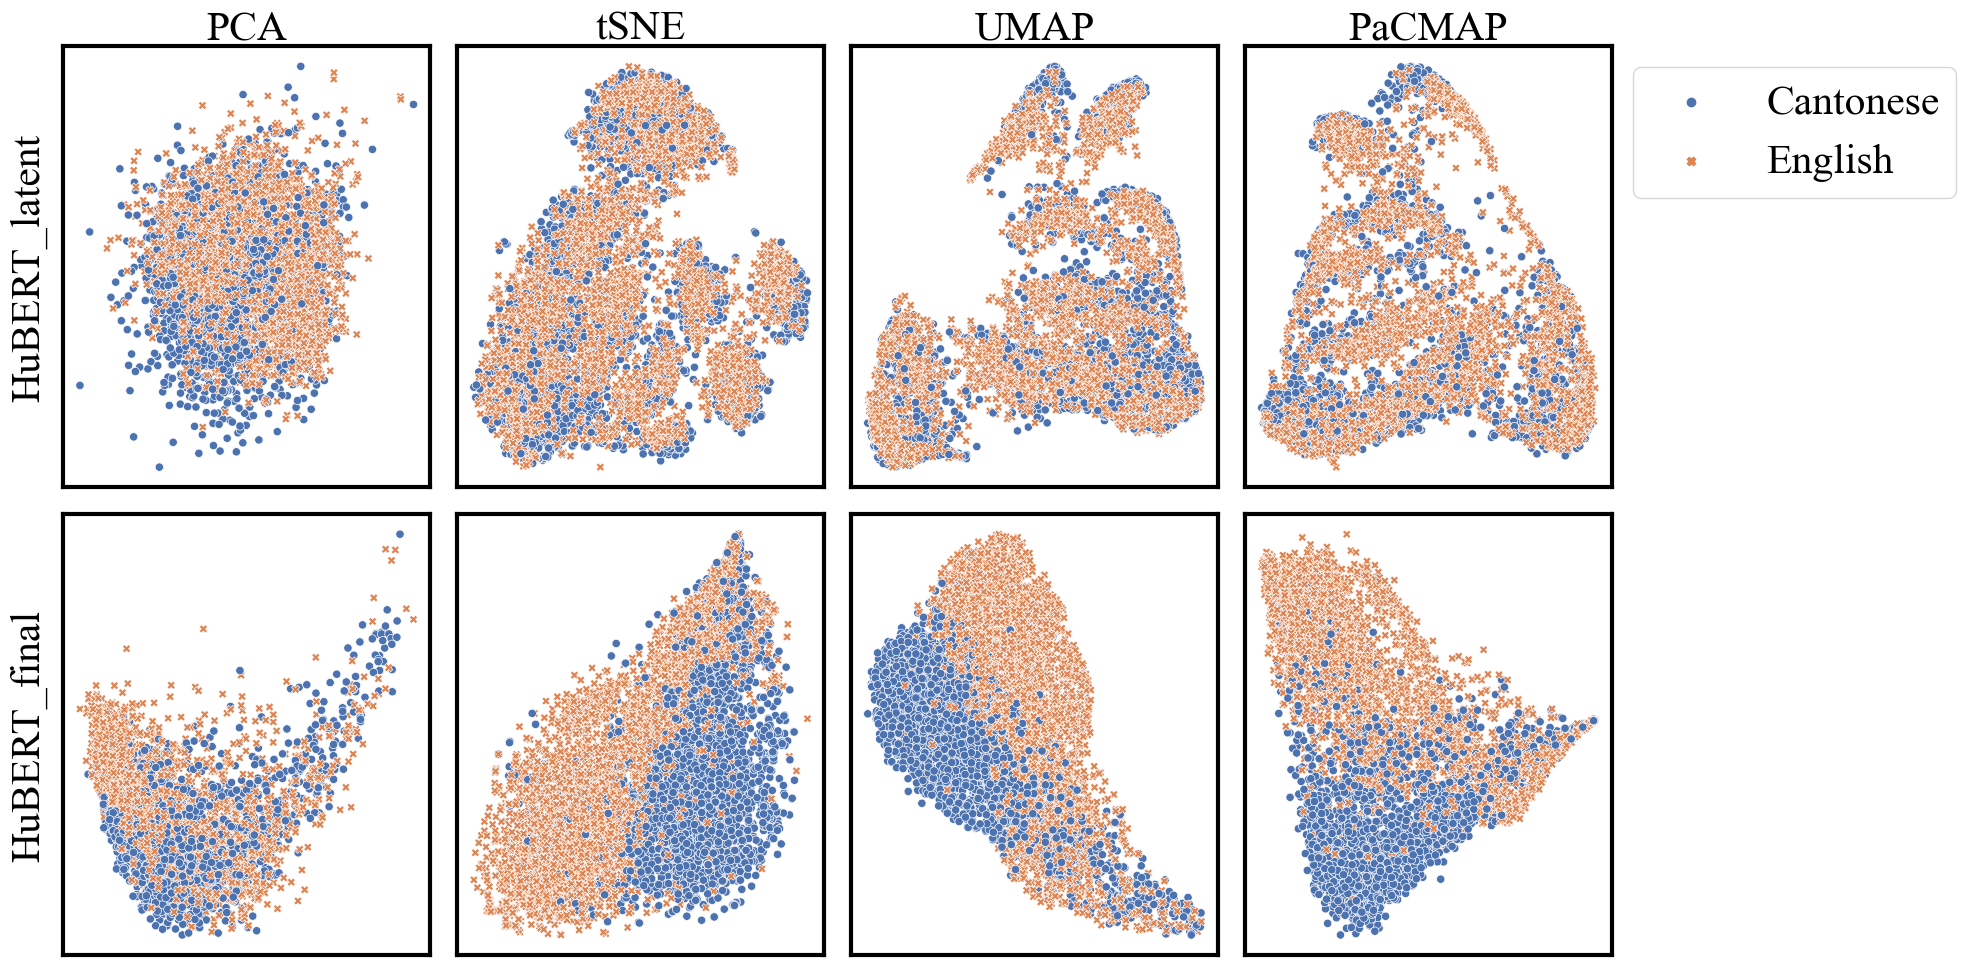 PCA
tSNE
UMAP
PaCMAP
Cantonese
English
HuBERT_latent
HuBERT_final